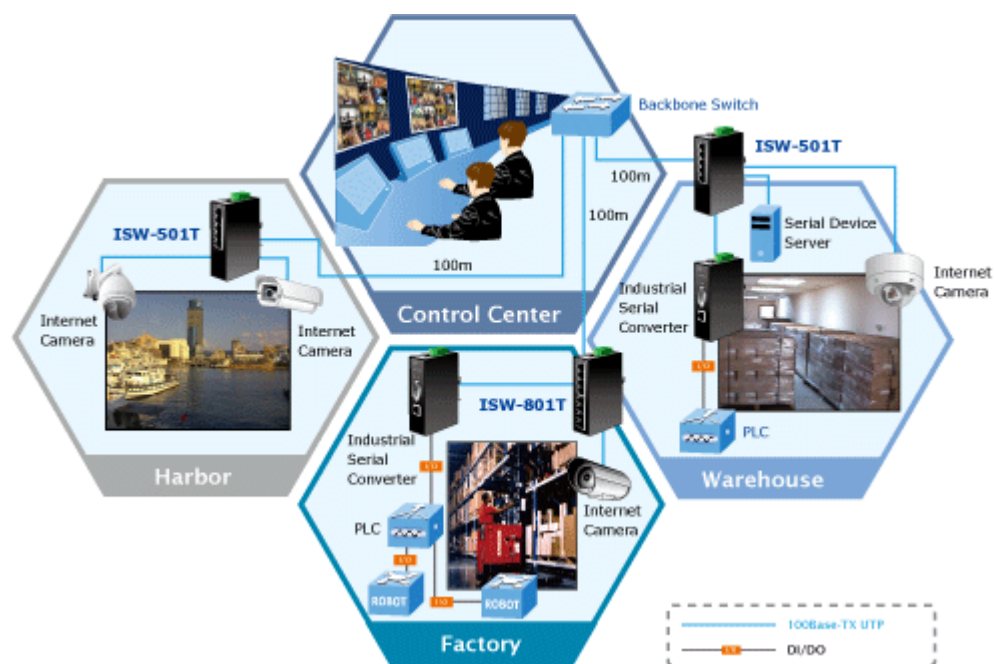 Backbone Switch
ISW-501T
100m
100m
Serial Device
Server
ISW-501T
100m
Industrial
Serial
Converter
Internet
Camera
Internet
Camera
Internet
Camera
Control Center
I/O
ISW-801T
PLC
Industrial
Serial
Converter
Harbor
I/O
Warehouse
Internet
Camera
PLC
I/O
ROBOT
I/O
ROBOT
Factory
100Base-TX UTP
I/O
DI/DO